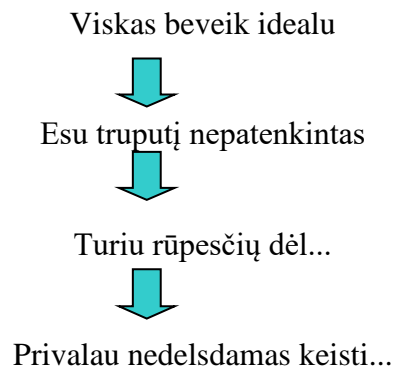 Viskas beveik idealu
Esu truputį nepatenkintas
Turiu rūpesčių dėl...
Privalau nedelsdamas keisti...